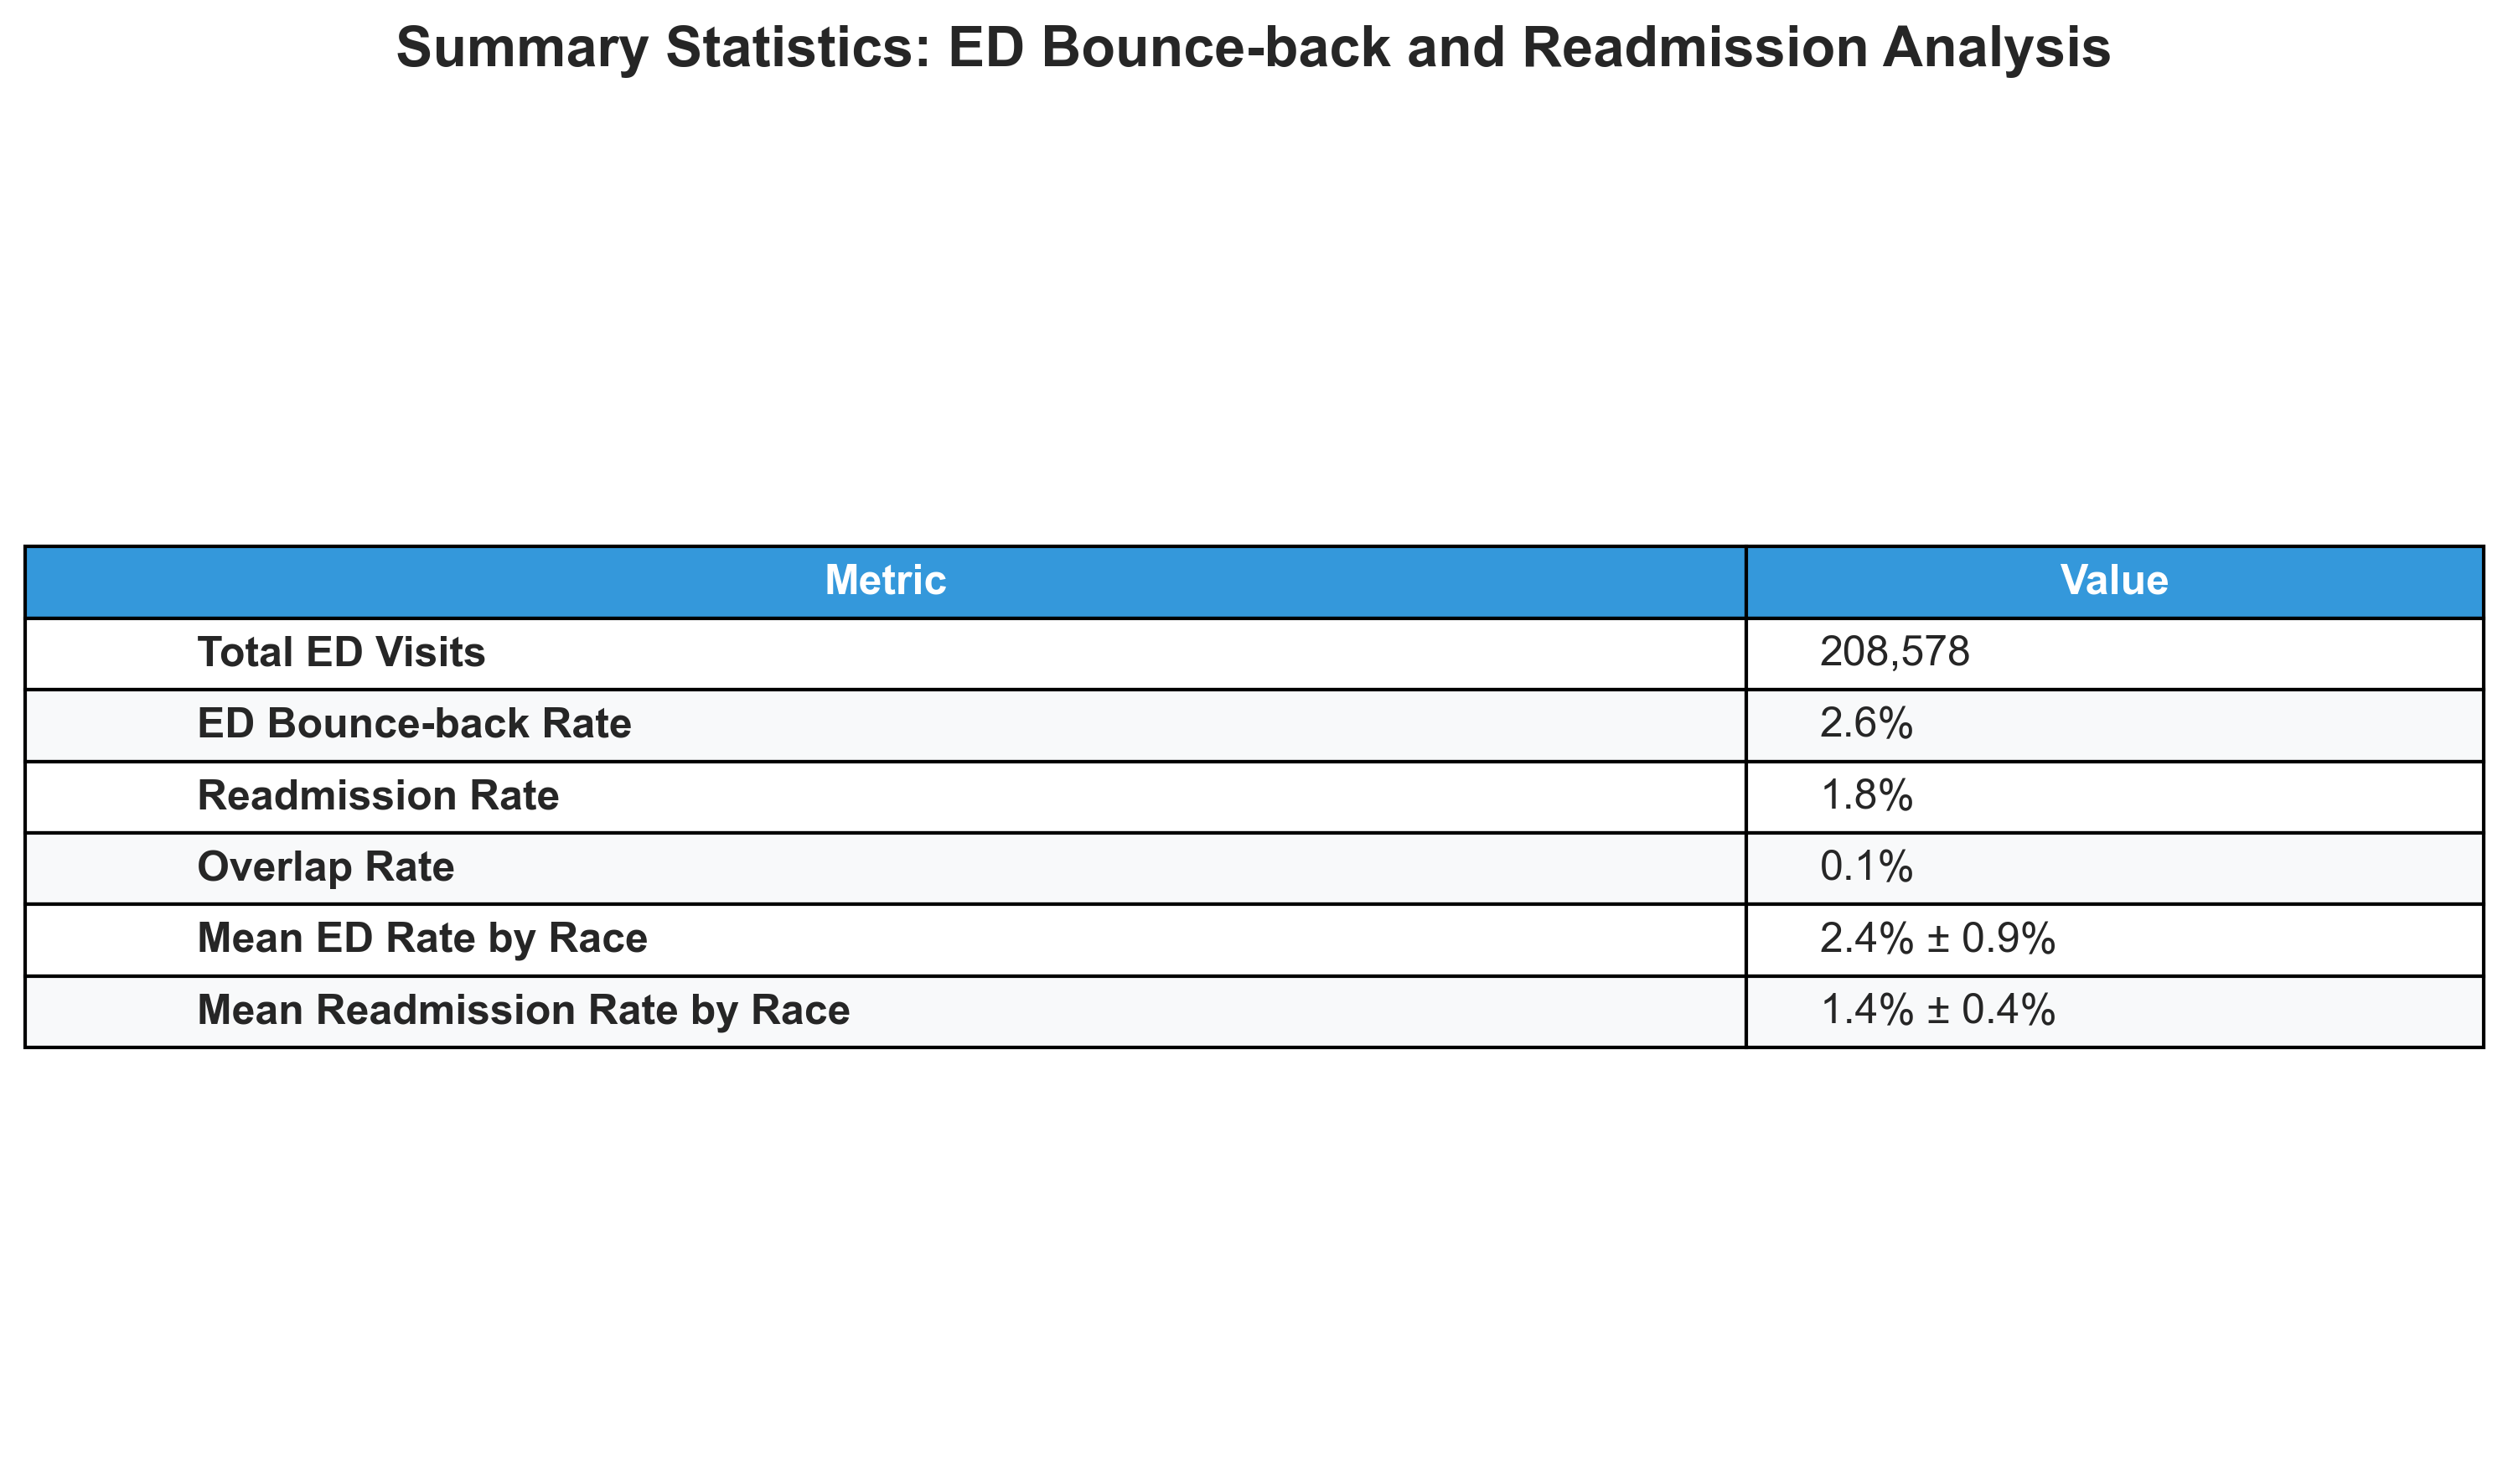 Summary Statistics: ED Bounce-back and Readmission Analysis
Metric Value
Total ED Visits 208,578
ED Bounce-back Rate 2.6%
Readmission Rate 1.8%
Overlap Rate 0.1%
Mean ED Rate by Race 2.4% ± 0.9%
Mean Readmission Rate by Race 1.4% ± 0.4%